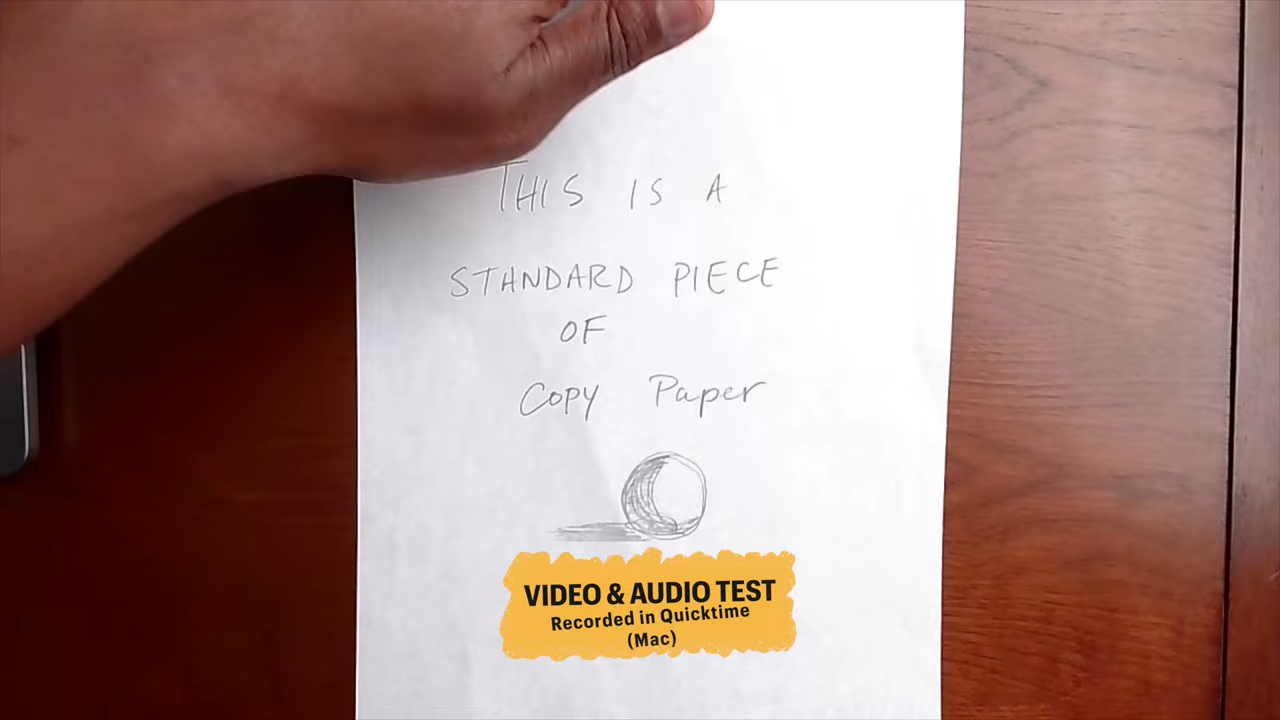 THIS IS A
STANDARD PIECE
OF
Copy Paper
VIDEO & AUDIO TEST
Recorded in Quicktime
(Mac)